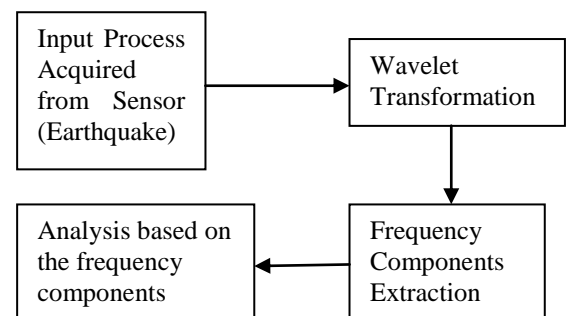 Input Process
Acquired
from Sensor
(Earthquake)
Wavelet
Transformation
Frequency
Components
Extraction
Analysis based on
the frequency
components